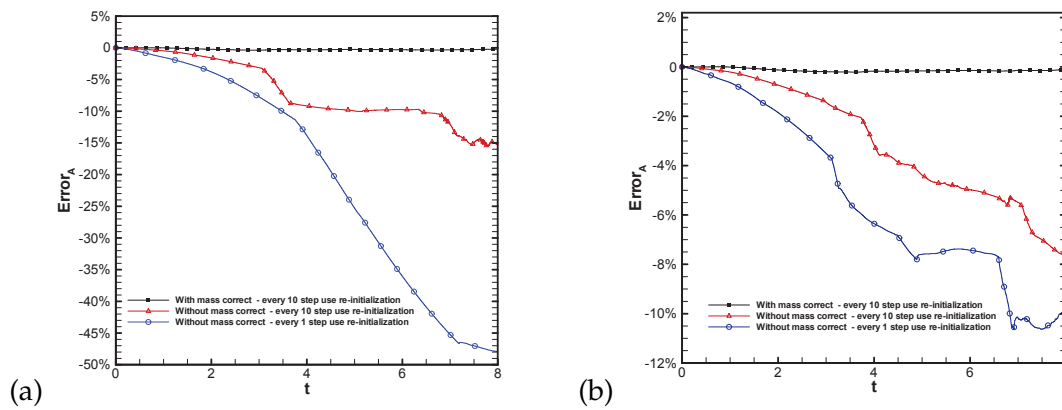 5%
0
-5%
-10%
-15%
-20%
-25%
-30%
-35%
-40%
-45%
-50%
Error_A
With mass correct - every 10 step use re-initialization
Without mass correct - every 10 step use re-initialization
Without mass correct - every 1 step use re-initialization
0 2 4 6 8
t
(a)
2%
0
-2%
-4%
-6%
-8%
-10%
-12%
Error_A
With mass correct - every 10 step use re-initialization
Without mass correct - every 10 step use re-initialization
Without mass correct - every 1 step use re-initialization
0 2 4 6
t
(b)